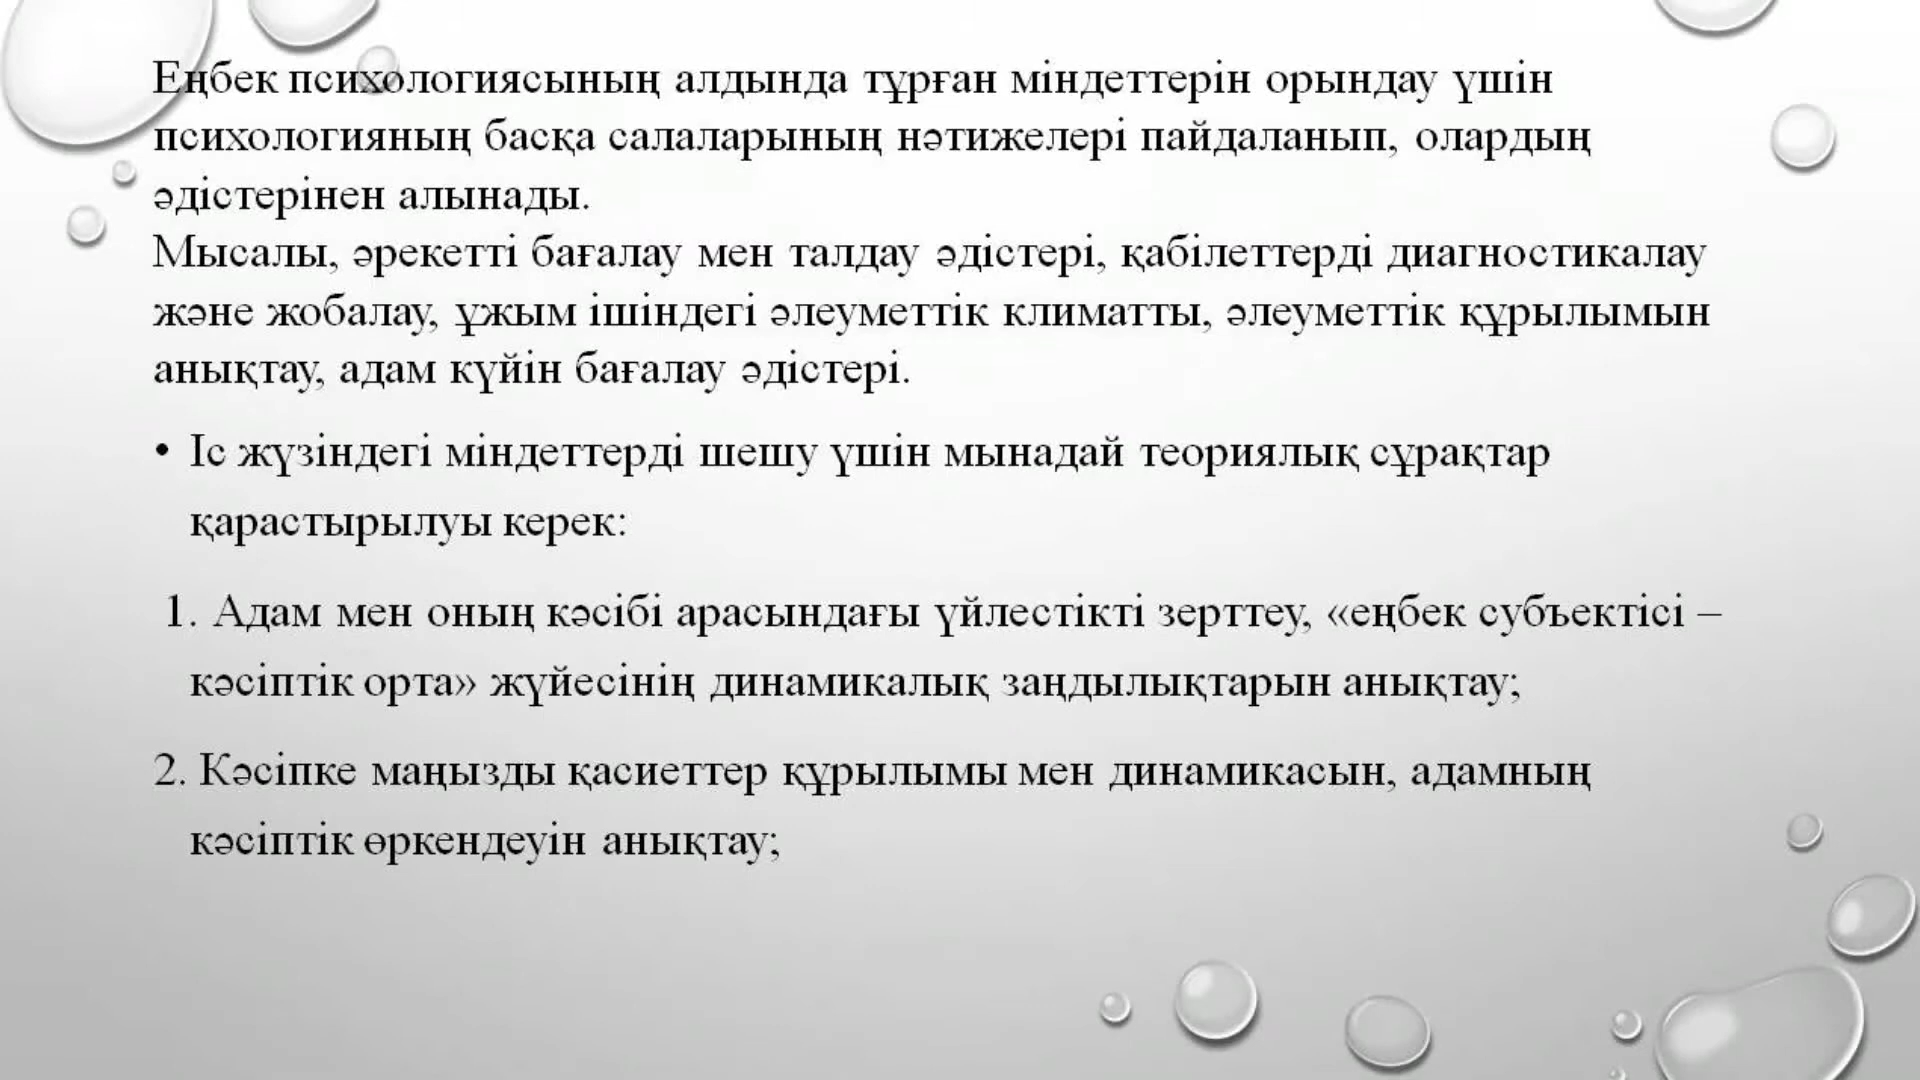 Еңбек психологиясының алдында тұрған міндеттерін орындау үшін
психологияның басқа салаларының нәтижелері пайдаланып, олардың
әдістерінен алынады.
Мысалы, әрекетті бағалау мен талдау әдістері, қабілеттерді диагностикалау
және жобалау, ұжым ішіндегі әлеуметтік климатты, әлеуметтік құрылымын
анықтау, адам күйін бағалау әдістері.
• Іс жүзіндегі міндеттерді шешу үшін мынадай теориялық сұрақтар
қарастырылуы керек:
1. Адам мен оның кәсібі арасындағы үйлестікті зерттеу, «еңбек субъектісі –
кәсіптік орта» жүйесінің динамикалық заңдылықтарын анықтау;
2. Кәсіпке маңызды қасиеттер құрылымы мен динамикасын, адамның
кәсіптік өркендеуін анықтау;